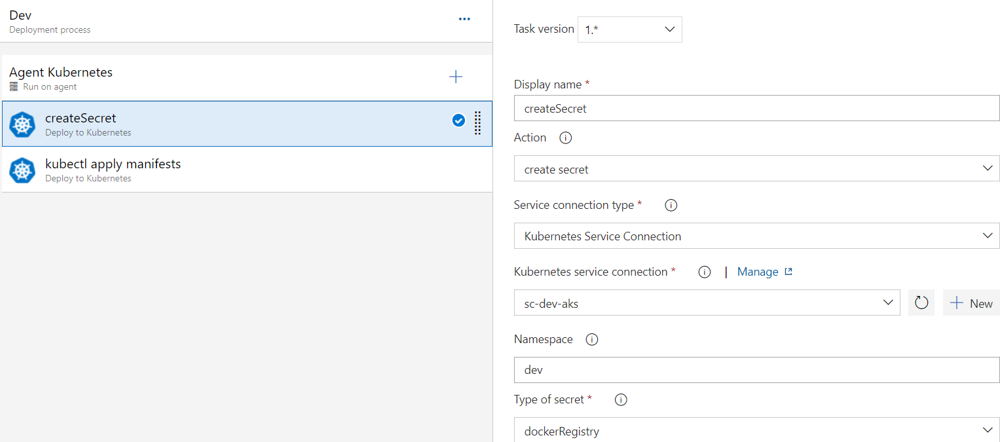 Dev
Deployment process
Agent Kubernetes
Run on agent
createSecret
Deploy to Kubernetes
kubectl apply manifests
Deploy to Kubernetes
Task version 1.*
Display name *
createSecret
Action
create secret
Service connection type *
Kubernetes Service Connection
Kubernetes service connection * | Manage
sc-dev-aks
New
Namespace
dev
Type of secret *
dockerRegistry